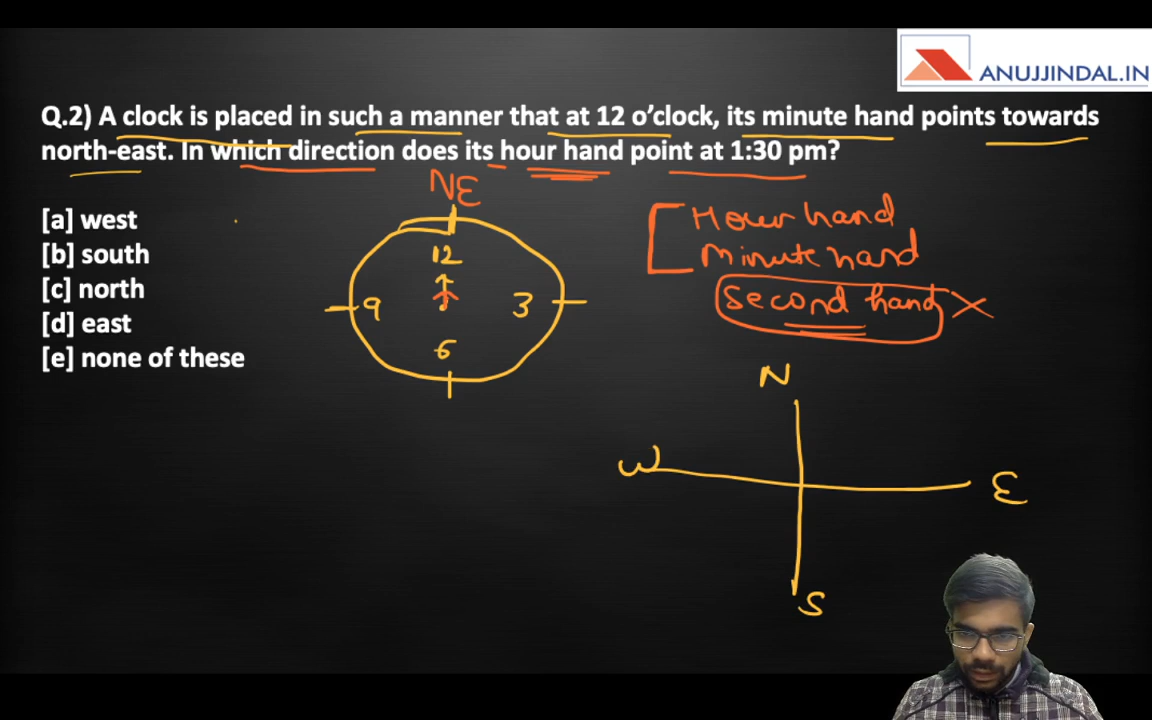 ANUJJINDAL.IN
Q.2) A clock is placed in such a manner that at 12 o’clock, its minute hand points towards
north-east. In which direction does its hour hand point at 1:30 pm?
[a] west
[b] south
[c] north
[d] east
[e] none of these
NE
12
9
3
6
Hour hand
Minute hand
Second hand
N
W
E
S